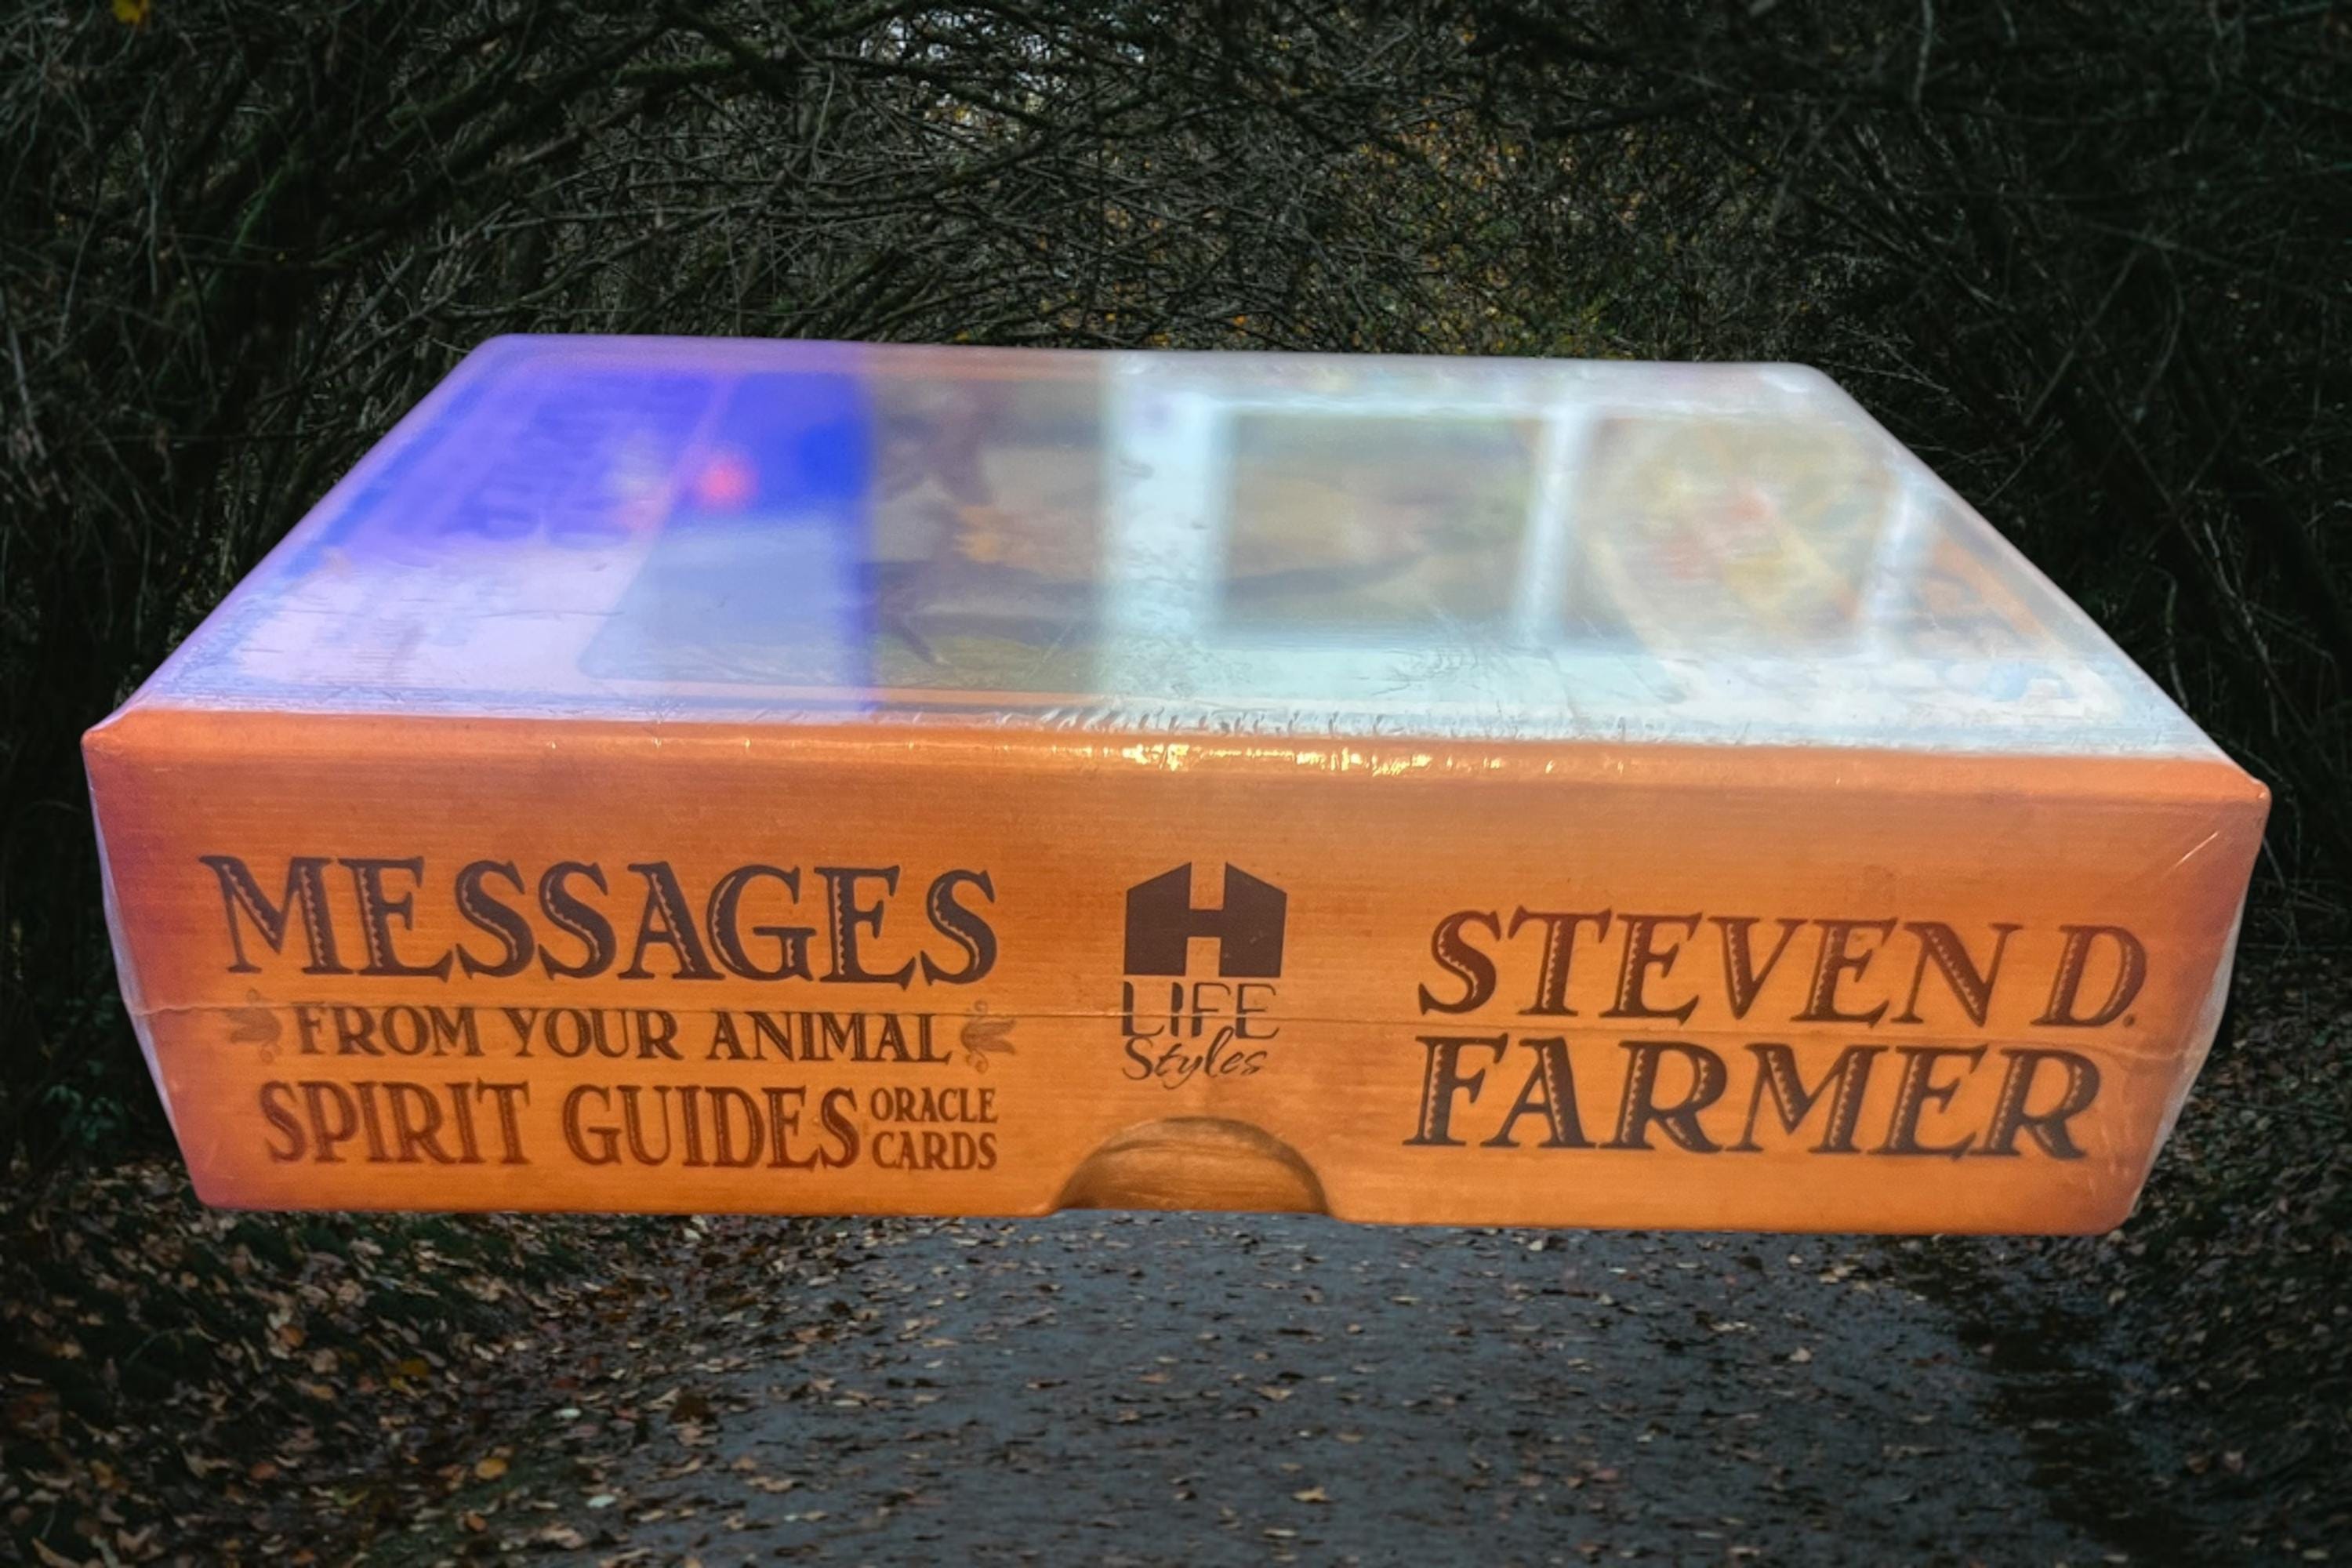 MESSAGES
FROM YOUR ANIMAL
SPIRIT GUIDES ORACLE
CARDS
H
LIFE
Styles
STEVEN D.
FARMER